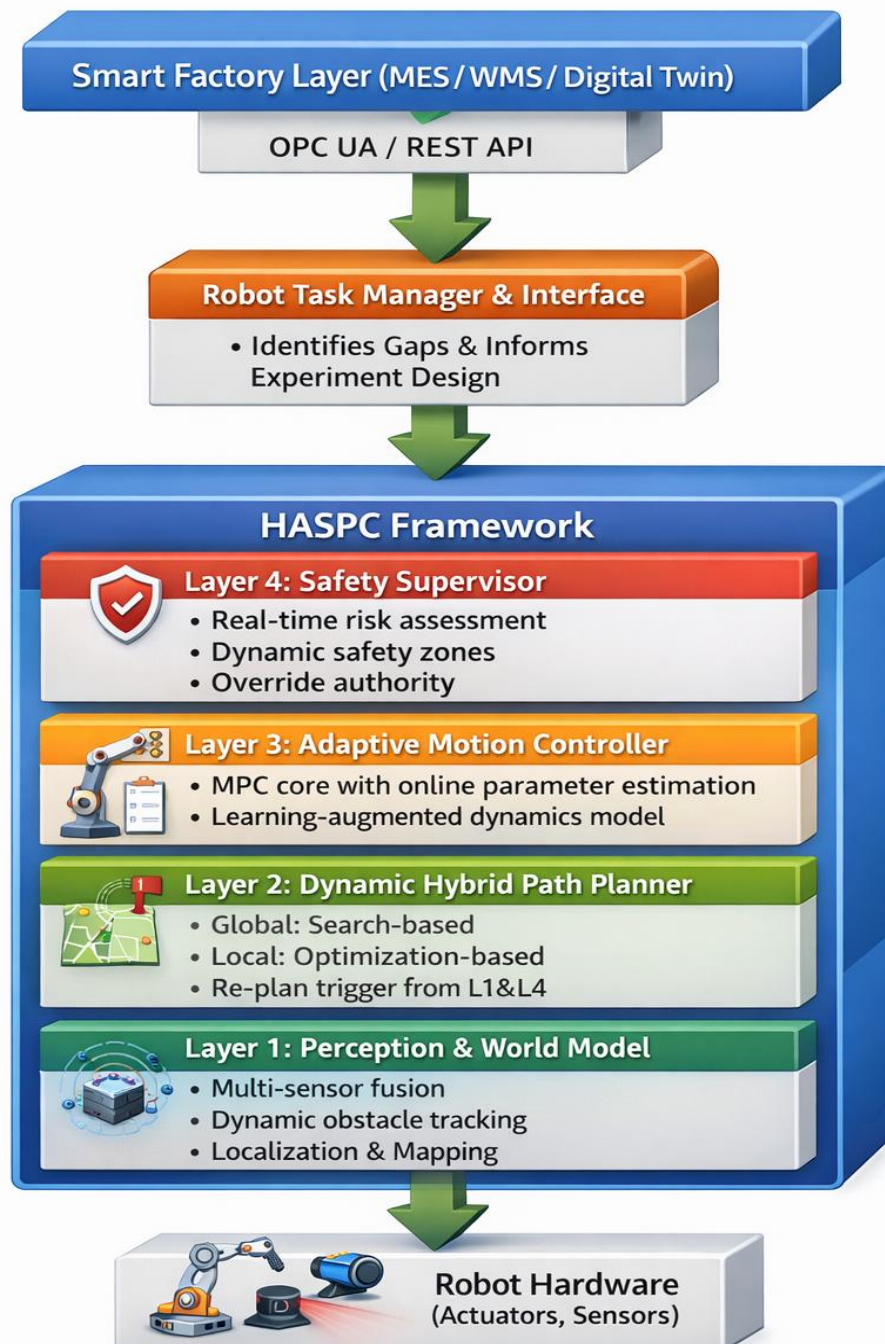 Smart Factory Layer (MES / WMS / Digital Twin)
OPC UA / REST API
Robot Task Manager & Interface
• Identifies Gaps & Informs
Experiment Design
HASPC Framework
Layer 4: Safety Supervisor
• Real-time risk assessment
• Dynamic safety zones
• Override authority
Layer 3: Adaptive Motion Controller
• MPC core with online parameter estimation
• Learning-augmented dynamics model
Layer 2: Dynamic Hybrid Path Planner
1
• Global: Search-based
• Local: Optimization-based
• Re-plan trigger from L1&L4
Layer 1: Perception & World Model
• Multi-sensor fusion
• Dynamic obstacle tracking
• Localization & Mapping
Robot Hardware
(Actuators, Sensors)